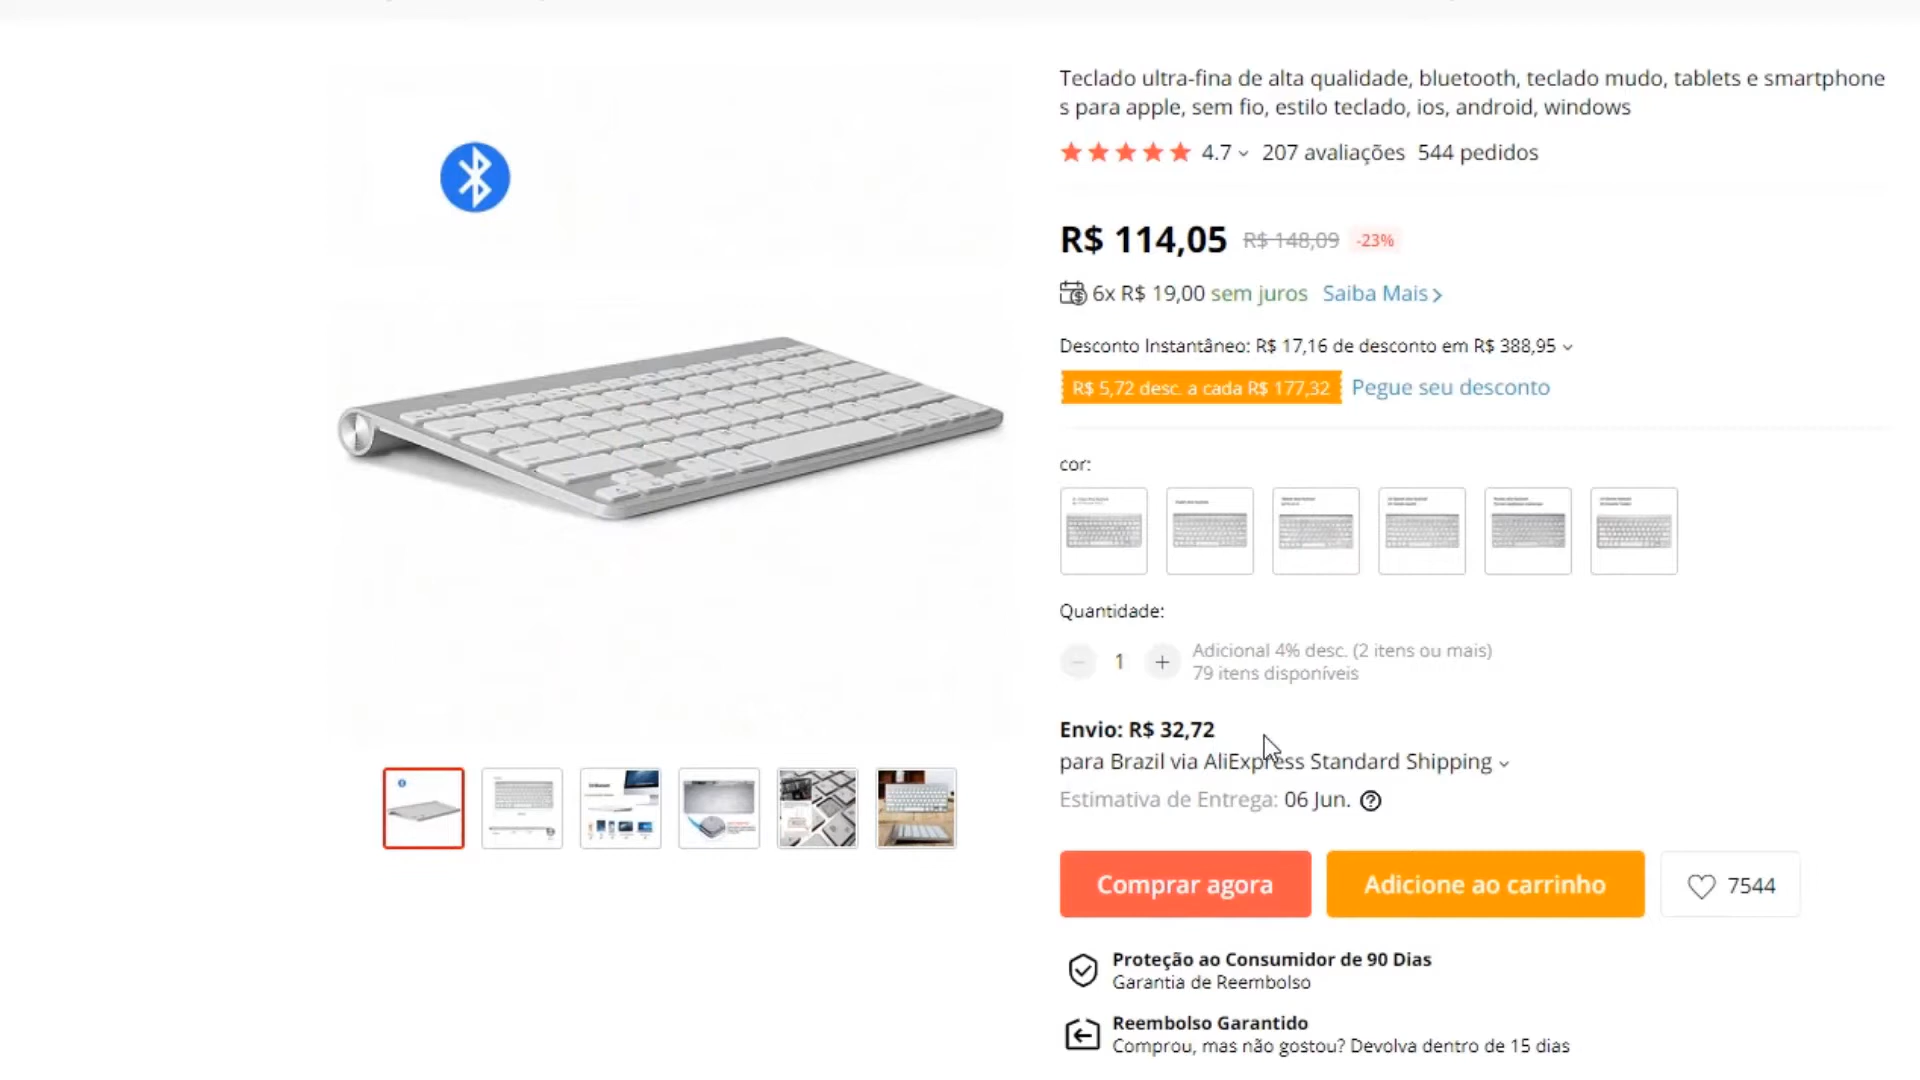 Teclado ultra-fina de alta qualidade, bluetooth, teclado mudo, tablets e smartphone
s para apple, sem fio, estilo teclado, ios, android, windows
4.7 207 avaliações 544 pedidos
R$ 114,05 R$ 148,09 -23%
6x R$ 19,00 sem juros Saiba Mais
Desconto Instantâneo: R$ 17,16 de desconto em R$ 388,95
R$ 5,72 desc. a cada R$ 177,32 Pegue seu desconto
cor:
Quantidade:
1
Adicional 4% desc. (2 itens ou mais)
79 itens disponíveis
Envio: R$ 32,72
para Brazil via AliExpress Standard Shipping
Estimativa de Entrega: 06 Jun.
Comprar agora
Adicione ao carrinho
7544
Proteção ao Consumidor de 90 Dias
Garantia de Reembolso
Reembolso Garantido
Comprou, mas não gostou? Devolva dentro de 15 dias